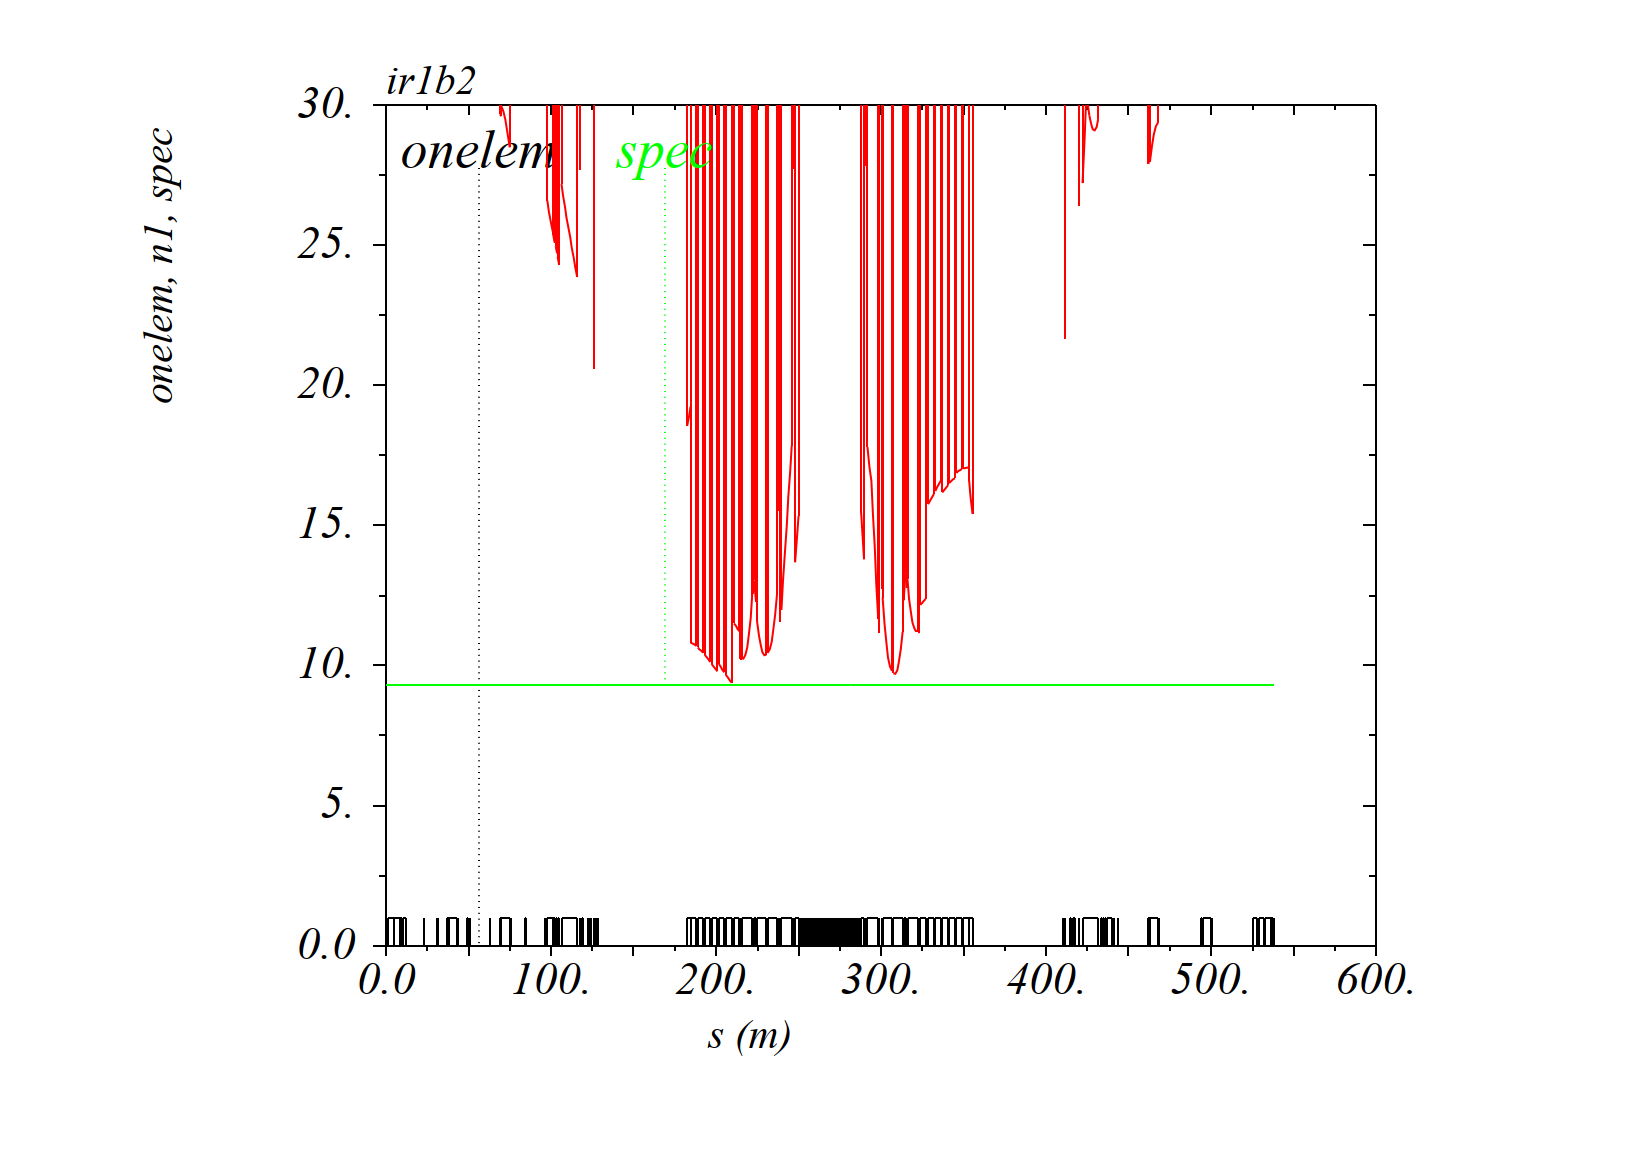 ir1b2
30.
onelem
spec
onelem, n1, spec
25.
20.
15.
10.
5.
0.0
0.0 100. 200. 300. 400. 500. 600.
s (m)